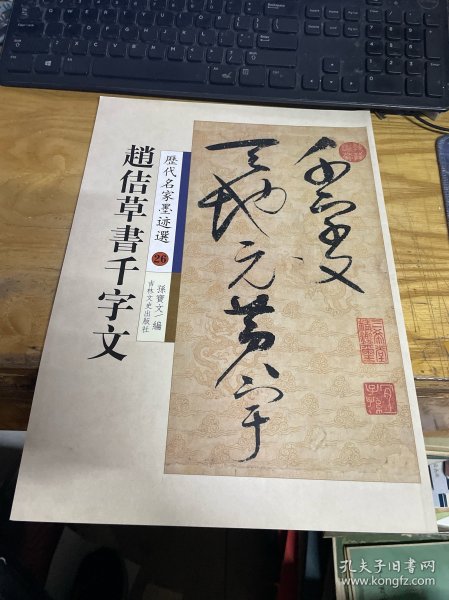 趙佶草書千字文
歷代名家墨迹選
26
孫寶文/編
吉林文史出版社
千字文
天地元黄宇
孔夫子旧书网
www.kongfz.com